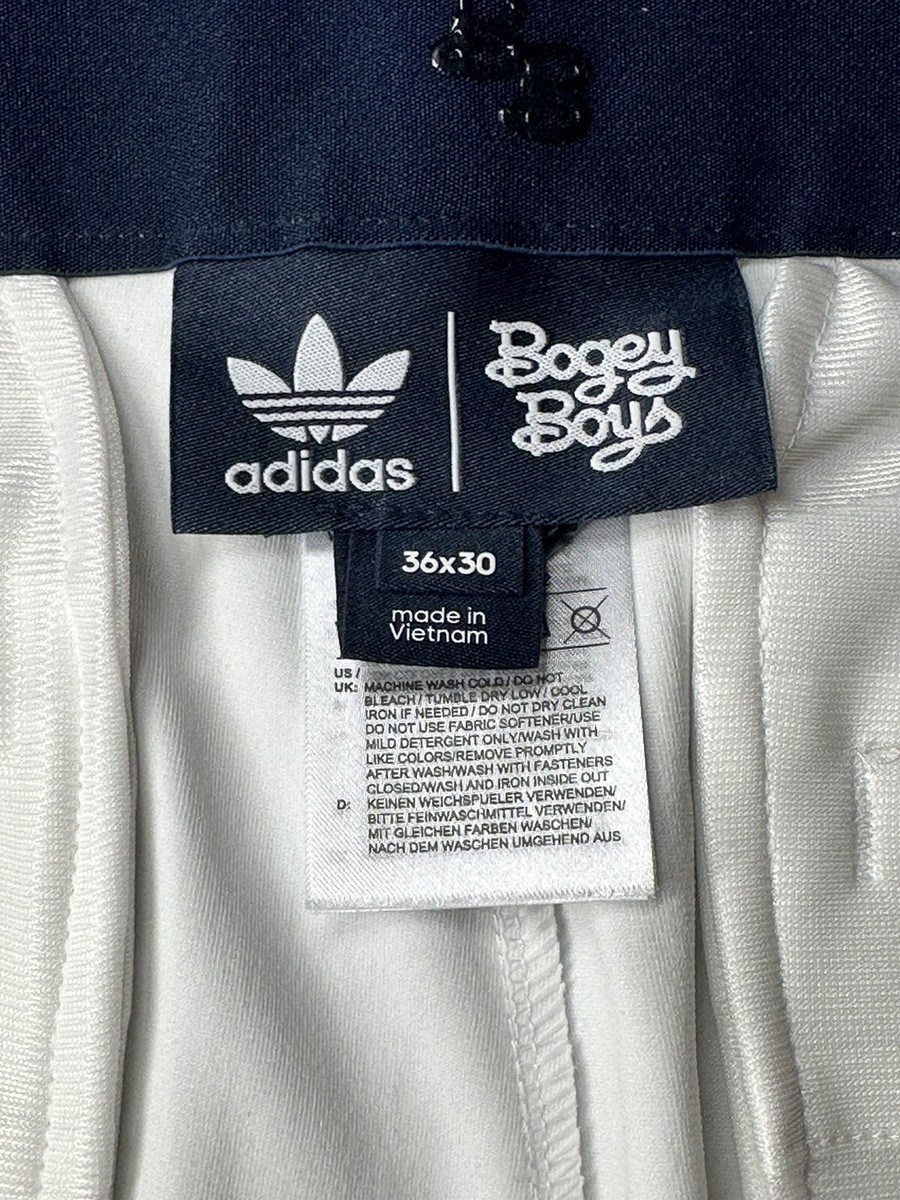 adidas
Bogey
Boys
36x30
made in
Vietnam
US /
UK: MACHINE WASH COLD / DO NOT
BLEACH / TUMBLE DRY LOW / COOL
IRON IF NEEDED / DO NOT DRY CLEAN
DO NOT USE FABRIC SOFTENER/USE
MILD DETERGENT ONLY/WASH WITH
LIKE COLORS/REMOVE PROMPTLY
AFTER WASH/WASH WITH FASTENERS
CLOSED/WASH AND IRON INSIDE OUT
D: KEINEN WEICHSPUELER VERWENDEN/
BITTE FEINWASCHMITTEL VERWENDEN/
MIT GLEICHEN FARBEN WASCHEN/
NACH DEM WASCHEN UMGEHEND AUS